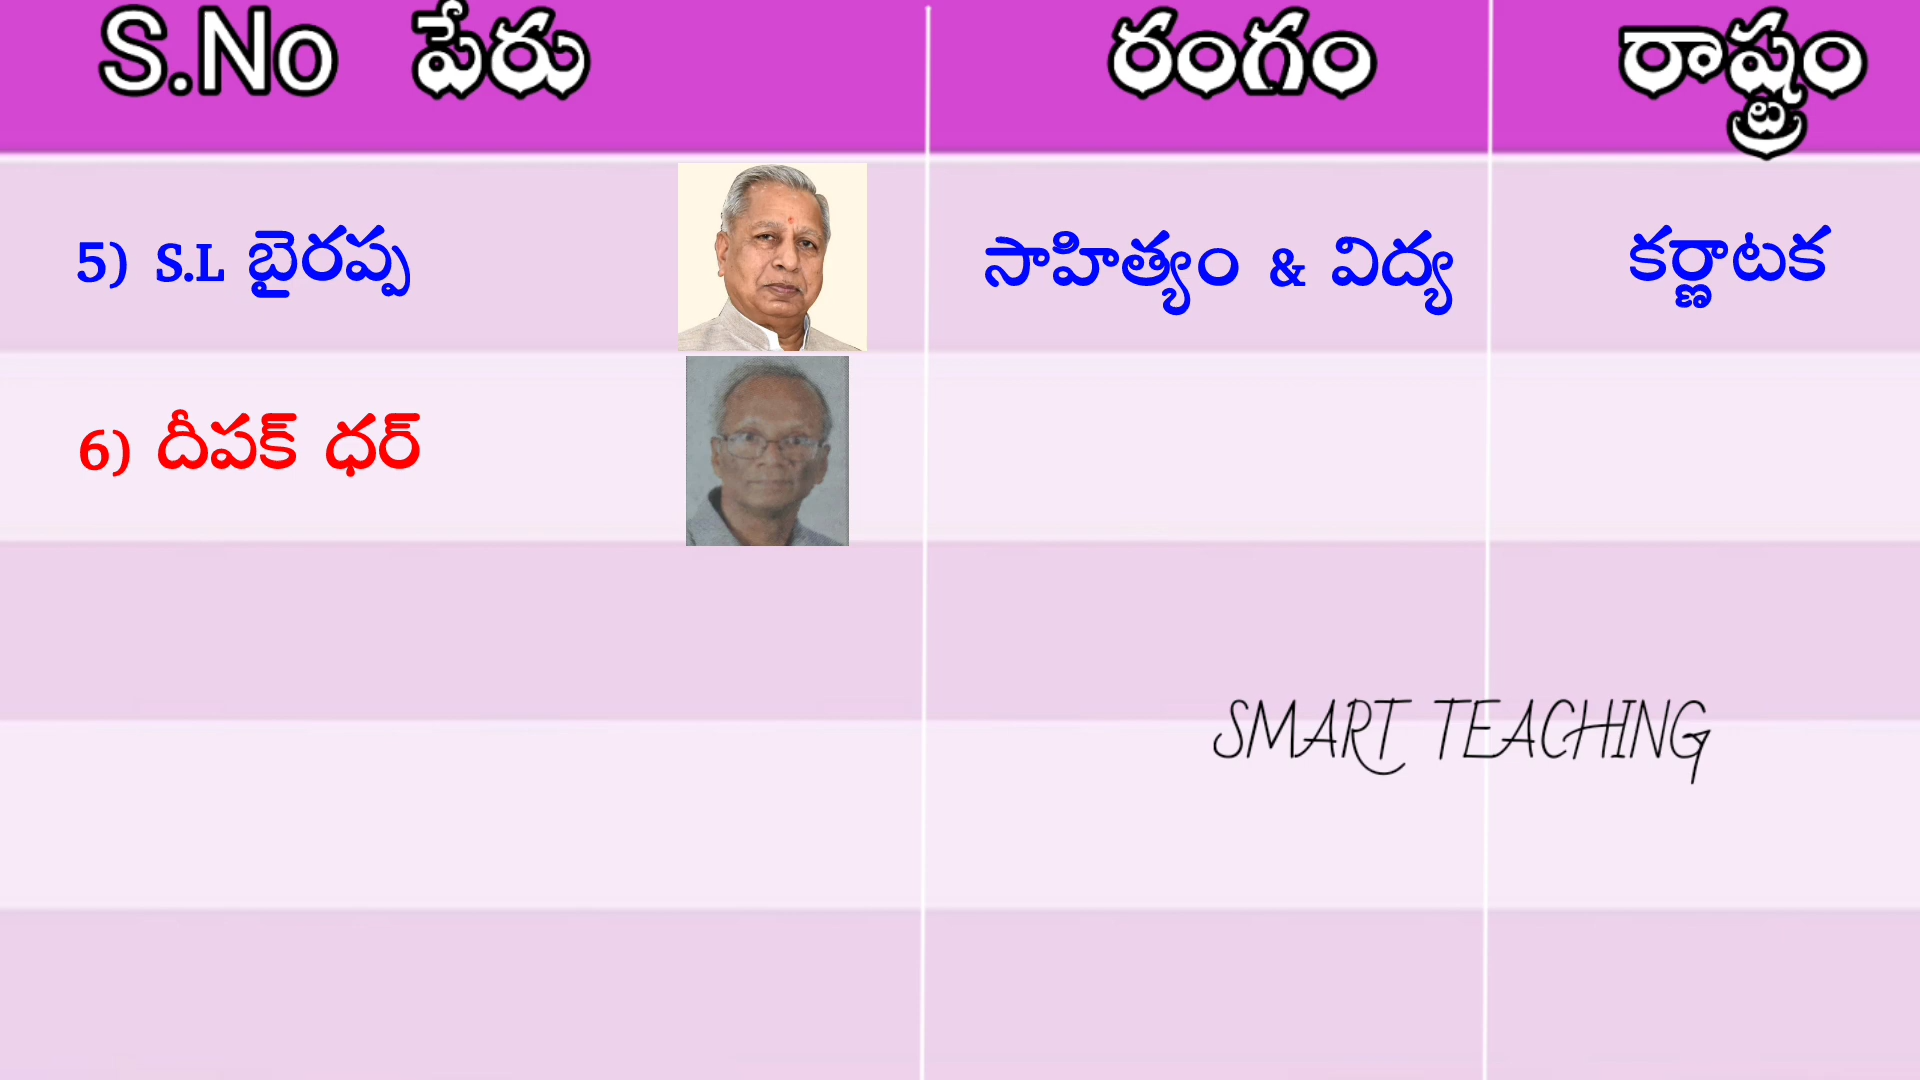 S.No పేరు రంగం రాష్ట్రం
5) S.L బైరప్ప సాహిత్యం & విద్య కర్ణాటక
6) దీపక్ ధర్
SMART TEACHING